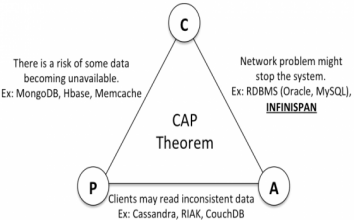 C
There is a risk of some data
becoming unavailable.
Ex: MongoDB, Hbase, Memcache
Network problem might
stop the system.
Ex: RDBMS (Oracle, MySQL),
INFINISPAN
CAP
Theorem
P
A
Clients may read inconsistent data
Ex: Cassandra, RIAK, CouchDB